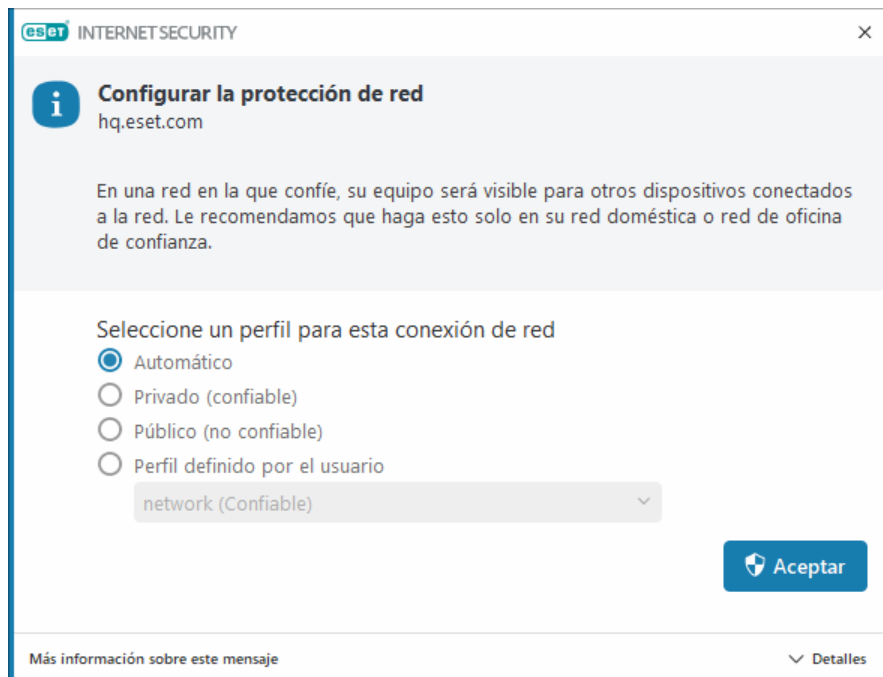 eset INTERNET SECURITY
Configurar la protección de red
hq.eset.com
En una red en la que confíe, su equipo será visible para otros dispositivos conectados
a la red. Le recomendamos que haga esto solo en su red doméstica o red de oficina
de confianza.
Seleccione un perfil para esta conexión de red
Automático
Privado (confiable)
Público (no confiable)
Perfil definido por el usuario
network (Confiable)
Aceptar
Más información sobre este mensaje
Detalles